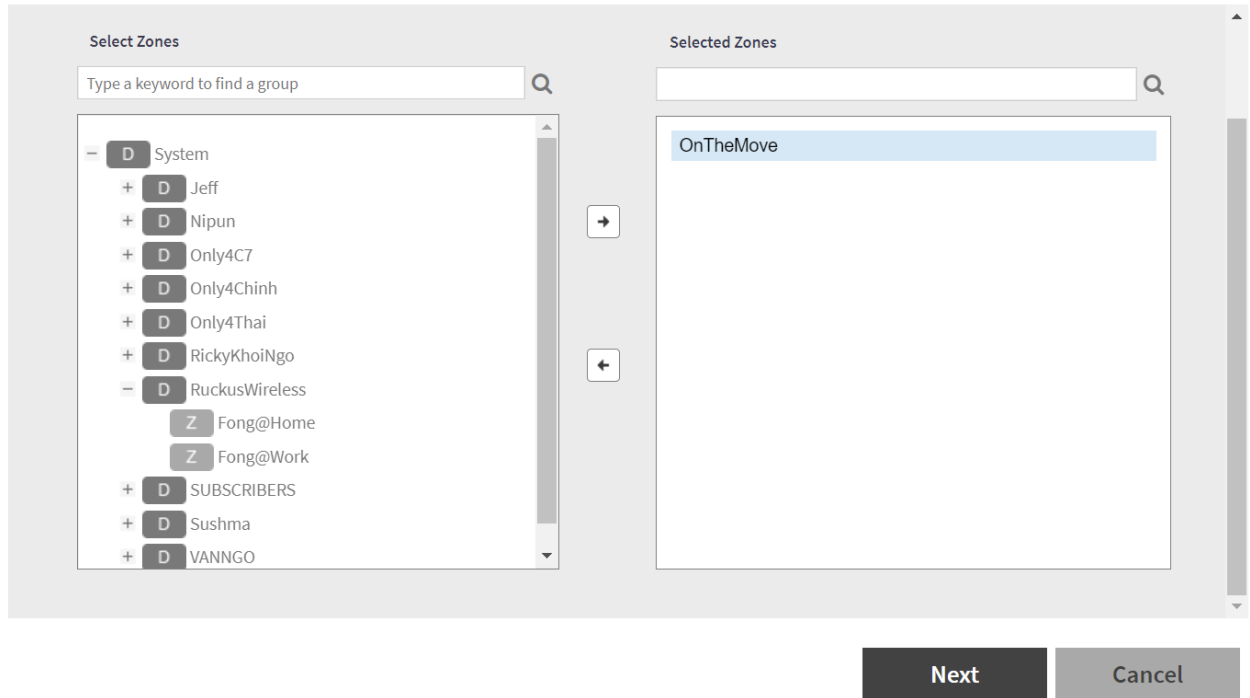 Select Zones
Selected Zones
Type a keyword to find a group
OnTheMove
D System
D Jeff
D Nipun
D Only4C7
D Only4Chinh
D Only4Thai
D RickyKhoiNgo
D RuckusWireless
Z Fong@Home
Z Fong@Work
D SUBSCRIBERS
D Sushma
D VANNGO
Next
Cancel